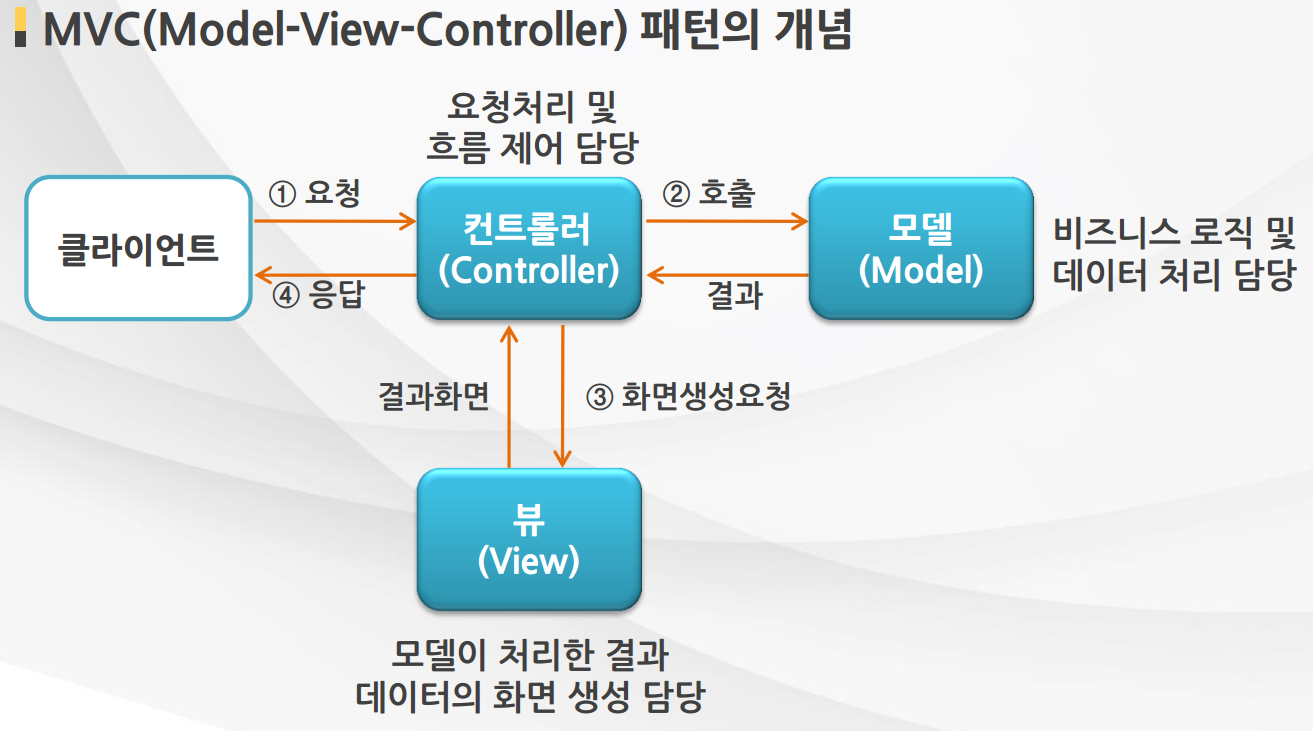 MVC(Model-View-Controller) 패턴의 개념
요청처리 및
흐름 제어 담당
① 요청
② 호출
클라이언트
컨트롤러
(Controller)
모델
(Model)
비즈니스 로직 및
데이터 처리 담당
④ 응답
결과
결과화면
③ 화면생성요청
뷰
(View)
모델이 처리한 결과
데이터의 화면 생성 담당